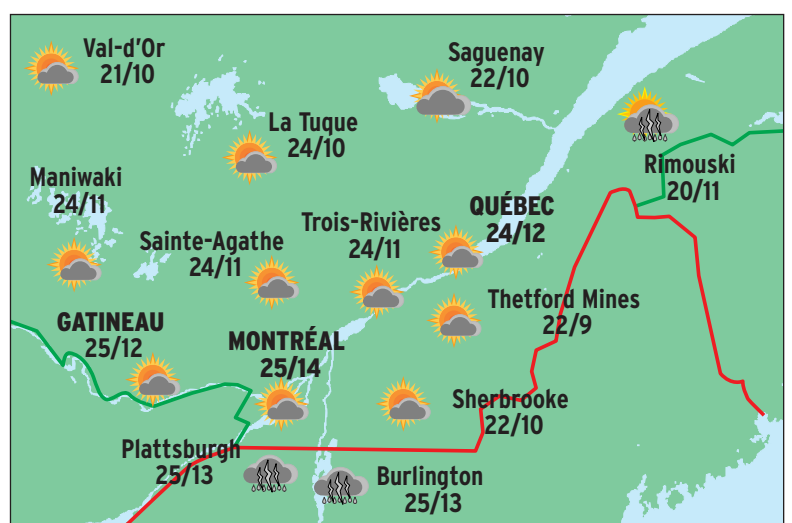 Val-d'Or
21/10
Saguenay
22/10
La Tuque
24/10
Rimouski
20/11
Maniwaki
24/11
QUÉBEC
24/12
Trois-Rivières
24/11
Sainte-Agathe
24/11
Thetford Mines
22/9
GATINEAU
25/12
MONTRÉAL
25/14
Sherbrooke
22/10
Plattsburgh
25/13
Burlington
25/13